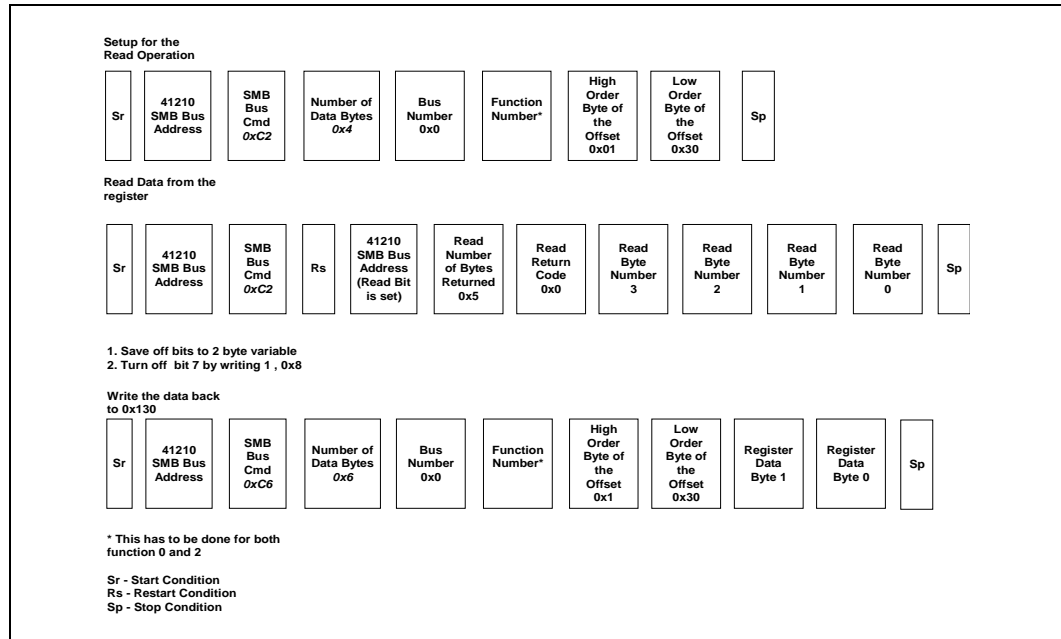 Setup for the
Read Operation
Sr
41210
SMB Bus
Address
SMB
Bus
Cmd
0xC2
Number of
Data Bytes
0x4
Bus
Number
0x0
Function
Number*
High
Order
Byte of
the
Offset
0x01
Low
Order
Byte of
the
Offset
0x30
Sp
Read Data from the
register
Sr
41210
SMB Bus
Address
SMB
Bus
Cmd
0xC2
Rs
41210
SMB Bus
Address
(Read Bit
is set)
Read
Number
of Bytes
Returned
0x5
Read
Return
Code
0x0
Read
Byte
Number
3
Read
Byte
Number
2
Read
Byte
Number
1
Read
Byte
Number
0
Sp
1. Save off bits to 2 byte variable
2. Turn off bit 7 by writing 1 , 0x8
Write the data back
to 0x130
Sr
41210
SMB Bus
Address
SMB
Bus
Cmd
0xC6
Number of
Data Bytes
0x6
Bus
Number
0x0
Function
Number*
High
Order
Byte of
the
Offset
0x1
Low
Order
Byte of
the
Offset
0x30
Register
Data
Byte 1
Register
Data
Byte 0
Sp
* This has to be done for both
function 0 and 2
Sr - Start Condition
Rs - Restart Condition
Sp - Stop Condition